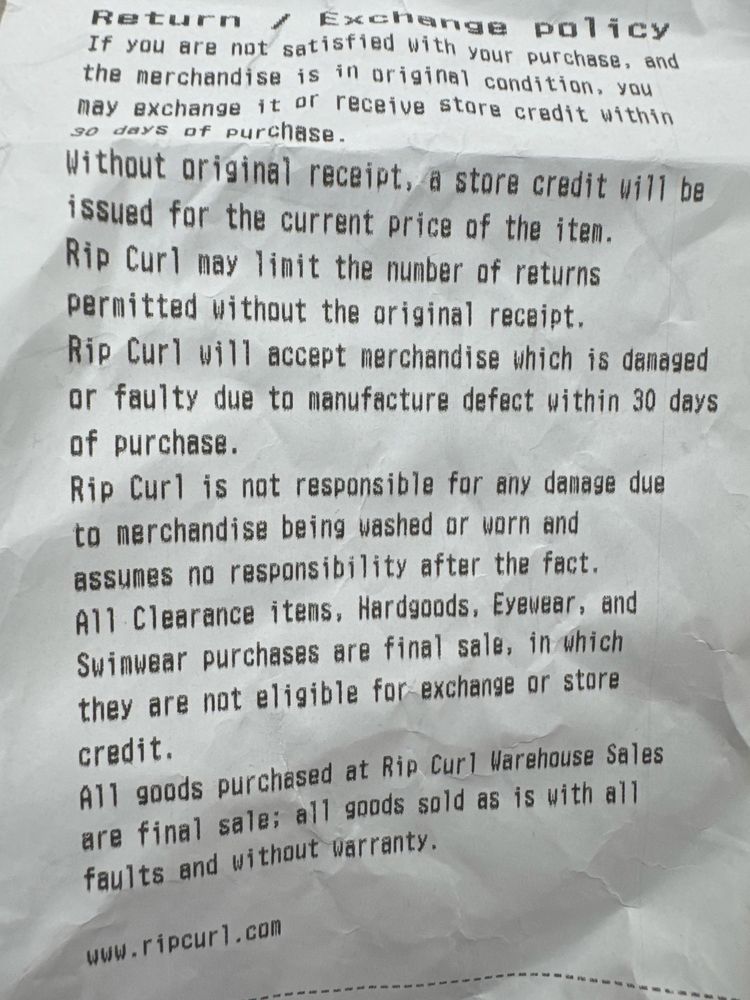 Return / Exchange policy
If you are not satisfied with your purchase, and
the merchandise is in original condition, you
may exchange it or receive store credit within
30 days of purchase.
Without original receipt, a store credit will be
issued for the current price of the item.
Rip Curl may limit the number of returns
permitted without the original receipt.
Rip Curl will accept merchandise which is damaged
or faulty due to manufacture defect within 30 days
of purchase.
Rip Curl is not responsible for any damage due
to merchandise being washed or worn and
assumes no responsibility after the fact.
All Clearance items, Hardgoods, Eyewear, and
Swimwear purchases are final sale, in which
they are not eligible for exchange or store
credit.
All goods purchased at Rip Curl Warehouse Sales
are final sale; all goods sold as is with all
faults and without warranty.
www.ripcurl.com